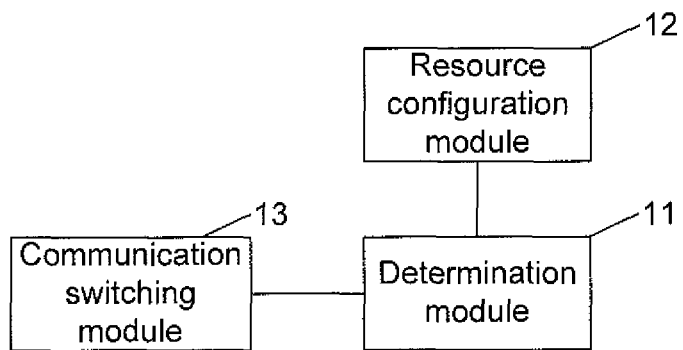 12
Resource
configuration
module
13
11
Communication
switching
module
Determination
module